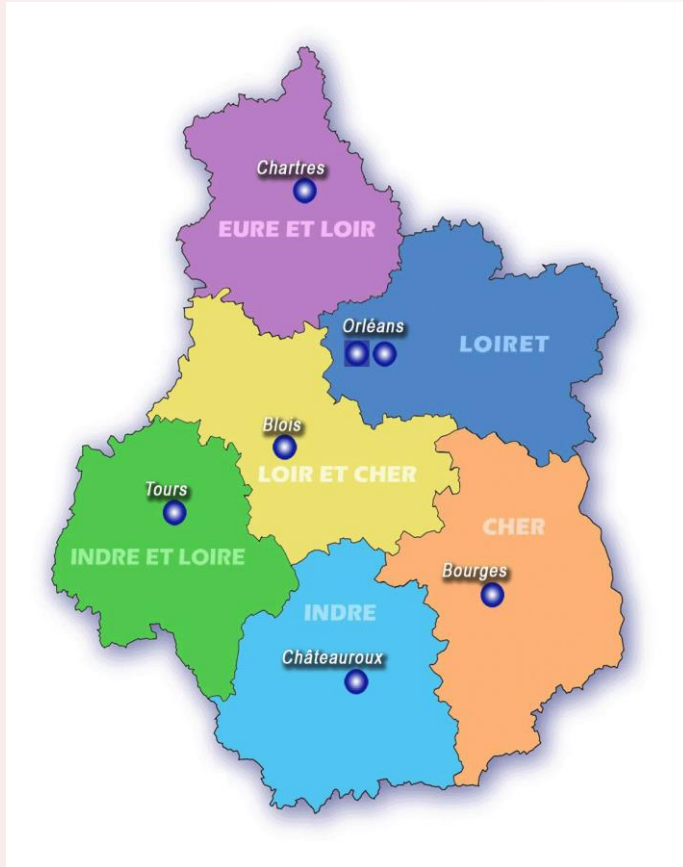 Chartres
EURE ET LOIR
Orléans
LOIRET
Blois
LOIR ET CHER
Tours
INDRE ET LOIRE
CHER
Bourges
INDRE
Châteauroux